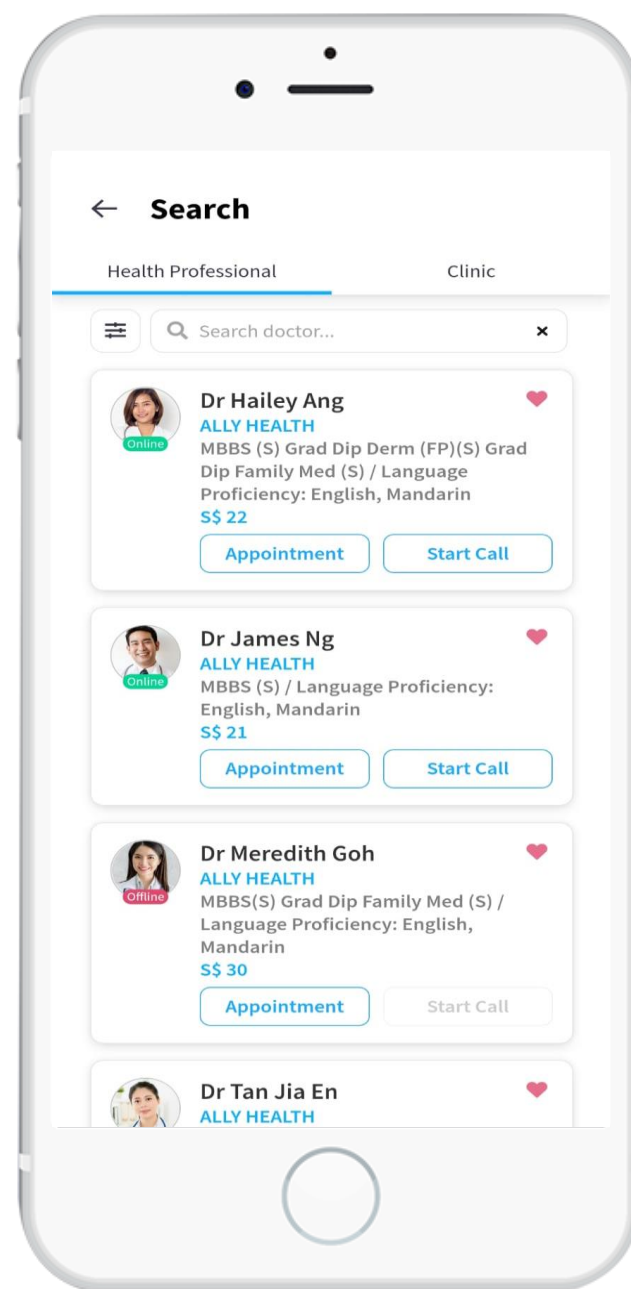 Search
Health Professional
Clinic
Search doctor...
Dr Hailey Ang
ALLY HEALTH
Online
MBBS (S) Grad Dip Derm (FP)(S) Grad
Dip Family Med (S) / Language
Proficiency: English, Mandarin
S$ 22
Appointment
Start Call
Dr James Ng
ALLY HEALTH
Online
MBBS (S) / Language Proficiency:
English, Mandarin
S$ 21
Appointment
Start Call
Dr Meredith Goh
ALLY HEALTH
Offline
MBBS(S) Grad Dip Family Med (S) /
Language Proficiency: English,
Mandarin
S$ 30
Appointment
Start Call
Dr Tan Jia En
ALLY HEALTH